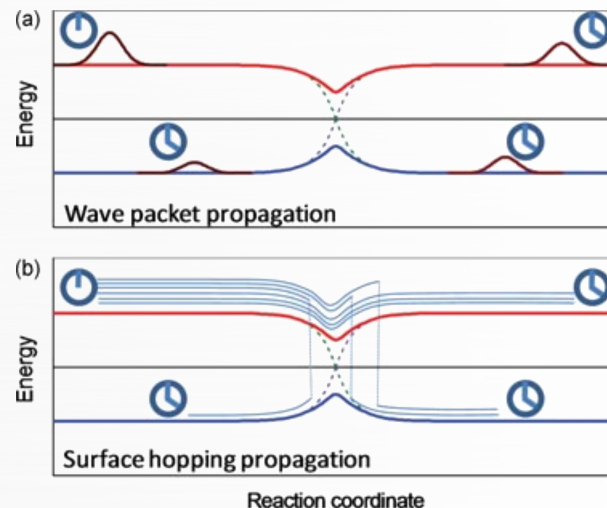 (a)
Energy
Wave packet propagation
(b)
Energy
Surface hopping propagation
Reaction coordinate